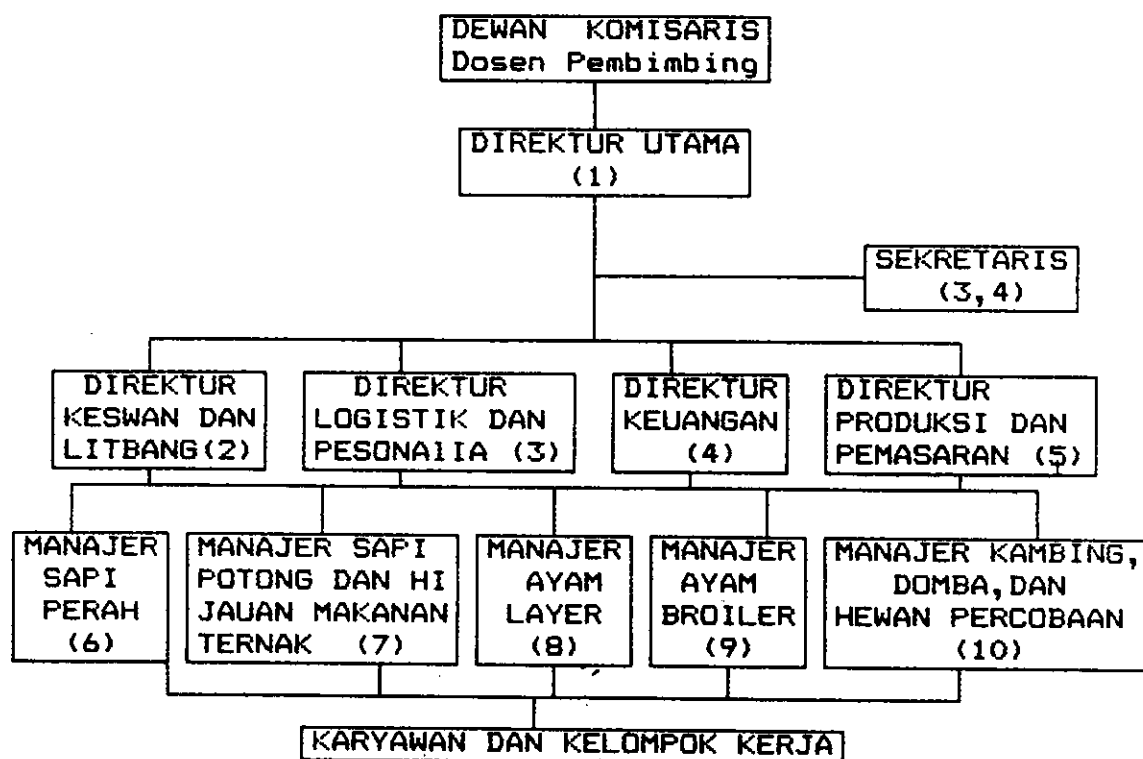 DEWAN KOMISARIS
Dosen Pembimbing
DIREKTUR UTAMA
(1)
SEKRETARIS
(3,4)
DIREKTUR
KESWAN DAN
LITBANG(2)
DIREKTUR
LOGISTIK DAN
PESONA1IA (3)
DIREKTUR
KEUANGAN
(4)
DIREKTUR
PRODUKSI DAN
PEMASARAN (5)
MANAJER
SAPI
PERAH
(6)
MANAJER SAPI
POTONG DAN HI
JAUAN MAKANAN
TERNAK (7)
MANAJER
AYAM
LAYER
(8)
MANAJER
AYAM
BROILER
(9)
MANAJER KAMBING,
DOMBA, DAN
HEWAN PERCOBAAN
(10)
KARYAWAN DAN KELOMPOK KERJA